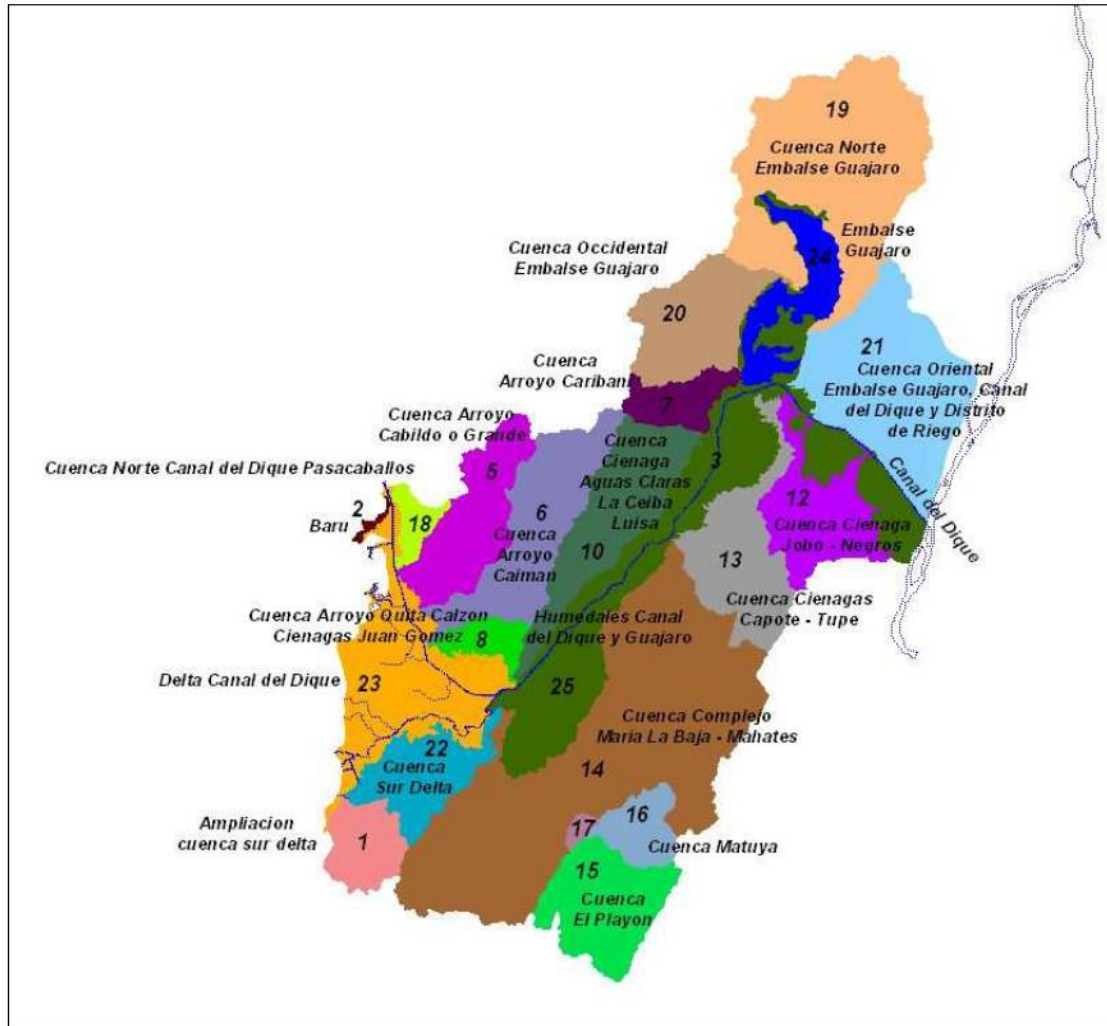 19
Cuenca Norte
Embalse Guajaro
Embalse
Guajaro
24
Cuenca Occidental
Embalse Guajaro
20
21
Cuenca Oriental
Embalse Guajaro, Canal
del Dique y Distrito
de Riego
Cuenca
Arroyo Cariban
7
Cuenca Arroyo
Cabildo o Grande
5
Cuenca
Cienaga
Aguas Claras
La Ceiba
Luisa
3
Canal del Dique
Cuenca Norte Canal del Dique Pasacaballos
2
Baru
18
6
Cuenca
Arroyo
Caiman
10
12
Cuenca Cienaga
Jobo - Negros
13
Cuenca Cienagas
Capote - Tupe
Cuenca Arroyo Quita Calzon
Cienagas Juan Gomez
8
Humedales Canal
del Dique y Guajaro
Delta Canal del Dique
23
25
Cuenca Complejo
Maria La Baja - Mahates
14
22
Cuenca
Sur Delta
Ampliacion
cuenca sur delta
1
17
16
Cuenca Matuya
15
Cuenca
El Playon